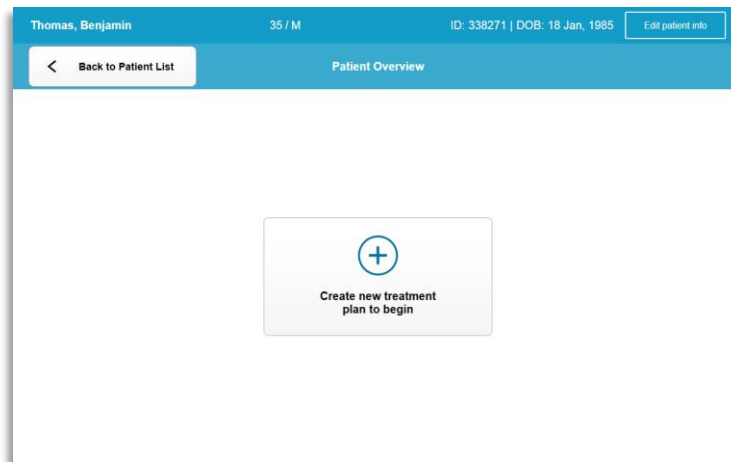 Thomas, Benjamin 35 / M ID: 338271 | DOB: 18 Jan, 1985 Edit patient info
Back to Patient List Patient Overview
Create new treatment
plan to begin